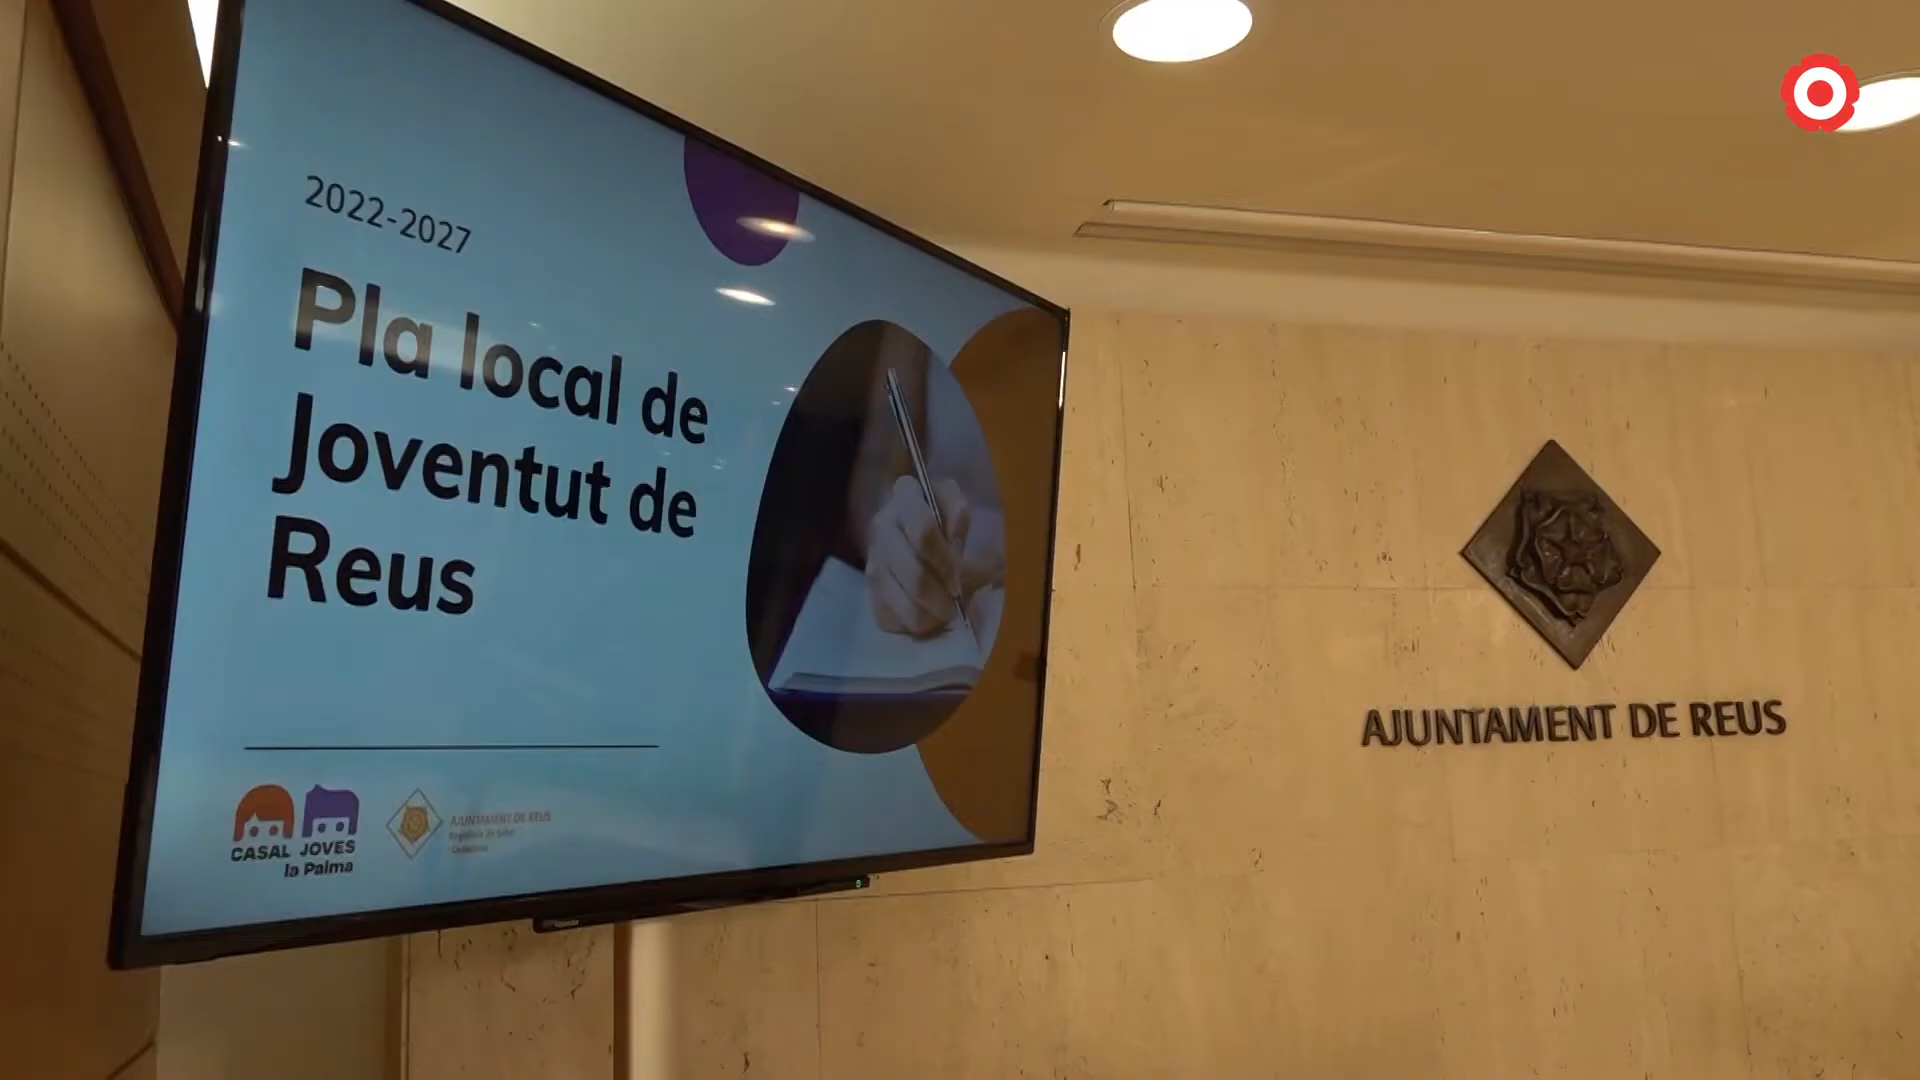 2022-2027
Pla local de
Joventut de
Reus
CASAL JOVES
la Palma
AJUNTAMENT DE REUS
AJUNTAMENT DE REUS